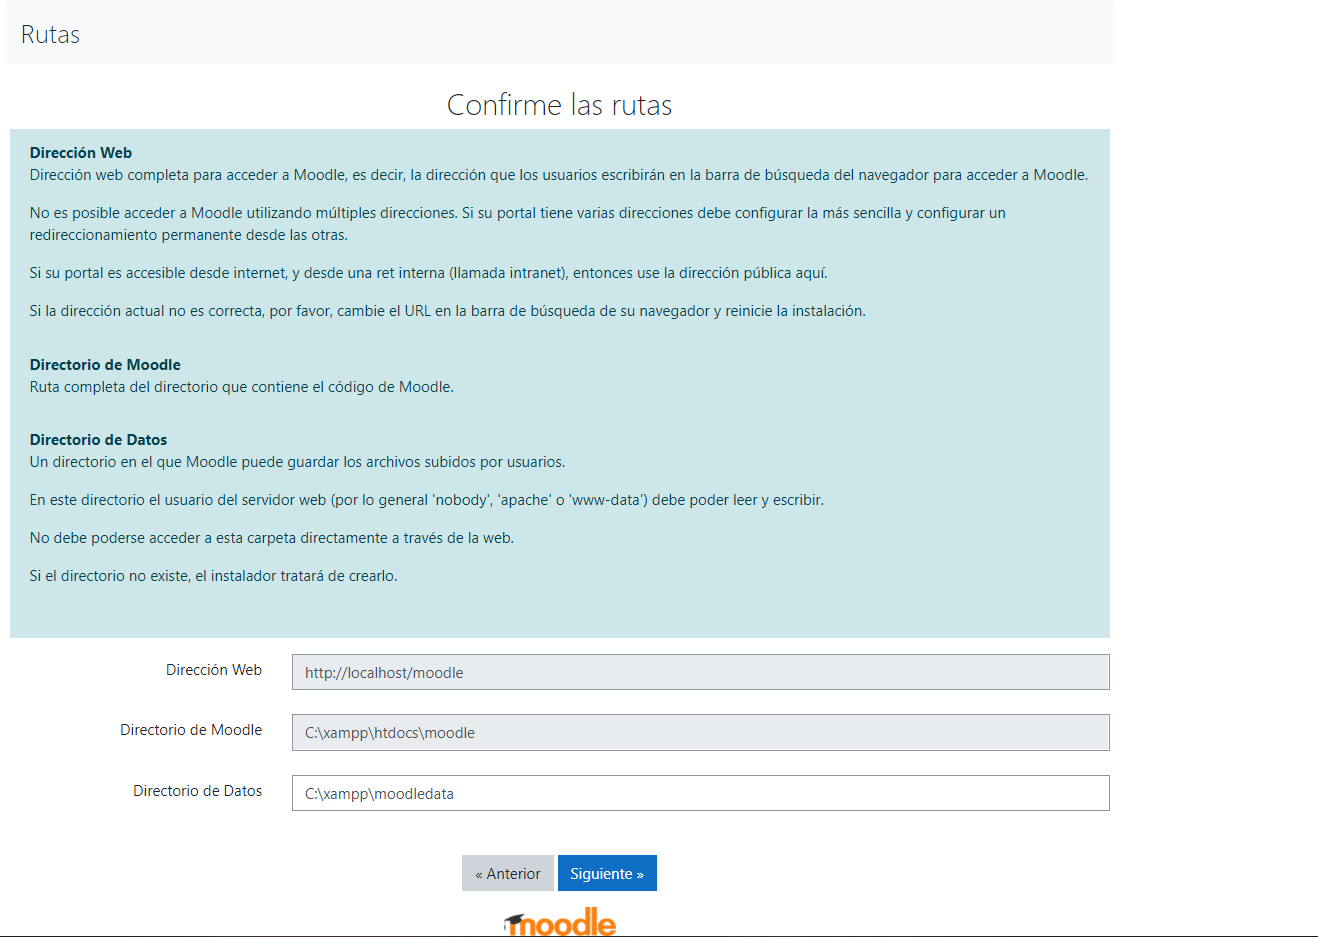 Rutas
Confirme las rutas
Dirección Web
Dirección web completa para acceder a Moodle, es decir, la dirección que los usuarios escribirán en la barra de búsqueda del navegador para acceder a Moodle.
No es posible acceder a Moodle utilizando múltiples direcciones. Si su portal tiene varias direcciones debe configurar la más sencilla y configurar un
redireccionamiento permanente desde las otras.
Si su portal es accesible desde internet, y desde una ret interna (llamada intranet), entonces use la dirección pública aquí.
Si la dirección actual no es correcta, por favor, cambie el URL en la barra de búsqueda de su navegador y reinicie la instalación.
Directorio de Moodle
Ruta completa del directorio que contiene el código de Moodle.
Directorio de Datos
Un directorio en el que Moodle puede guardar los archivos subidos por usuarios.
En este directorio el usuario del servidor web (por lo general 'nobody', 'apache' o 'www-data') debe poder leer y escribir.
No debe poderse acceder a esta carpeta directamente a través de la web.
Si el directorio no existe, el instalador tratará de crearlo.
Dirección Web http://localhost/moodle
Directorio de Moodle C:\xampp\htdocs\moodle
Directorio de Datos C:\xampp\moodledata
« Anterior Siguiente »
moodle